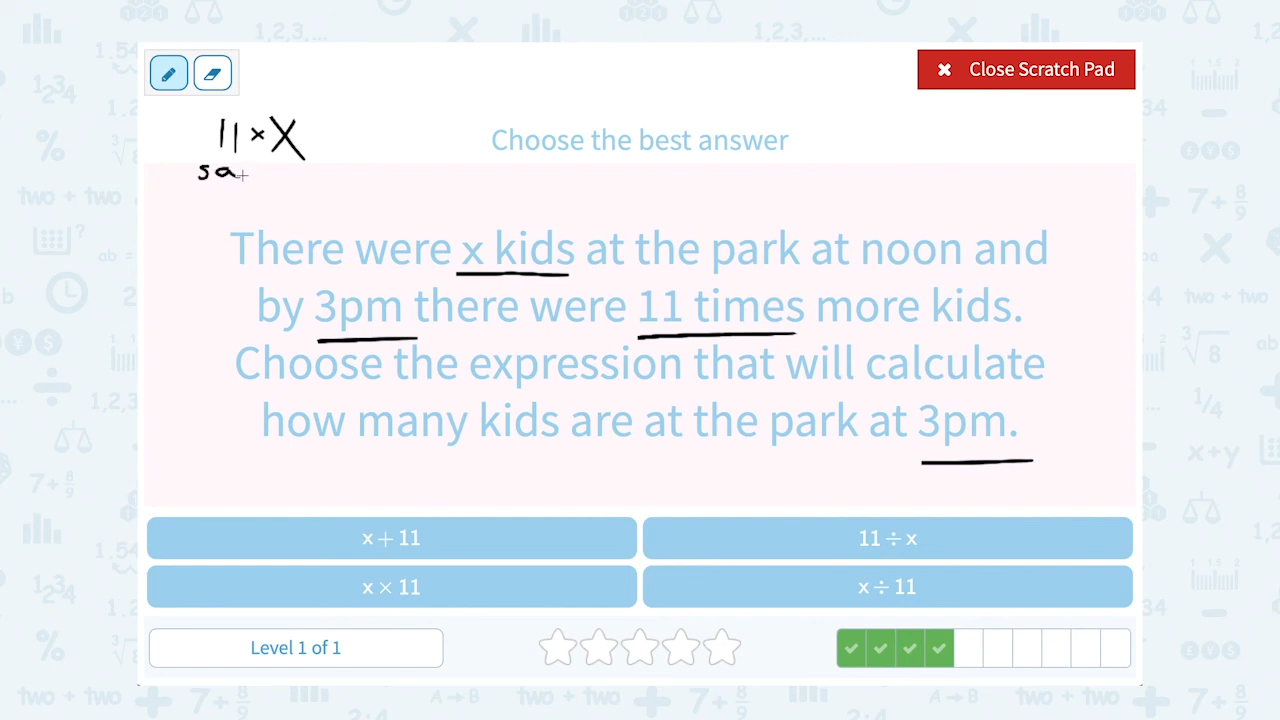 Close Scratch Pad
11 × X
sa
Choose the best answer
There were x kids at the park at noon and
by 3pm there were 11 times more kids.
Choose the expression that will calculate
how many kids are at the park at 3pm.
x + 11
11 ÷ x
x × 11
x ÷ 11
Level 1 of 1